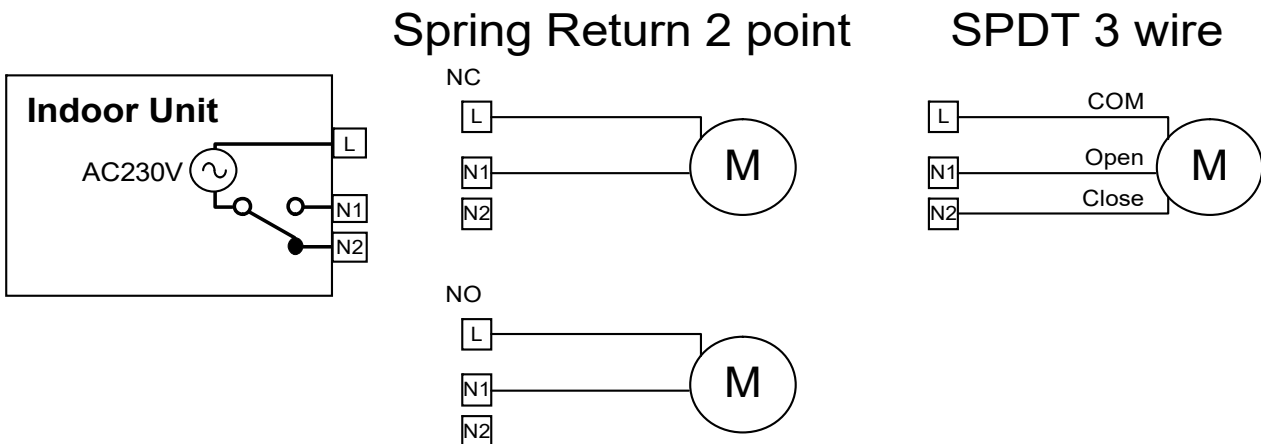 Spring Return 2 point
SPDT 3 wire
Indoor Unit
AC230V
L
N1
N2
NC
L
N1
N2
NO
L
N1
N2
M
M
L
N1
N2
COM
Open
Close
M